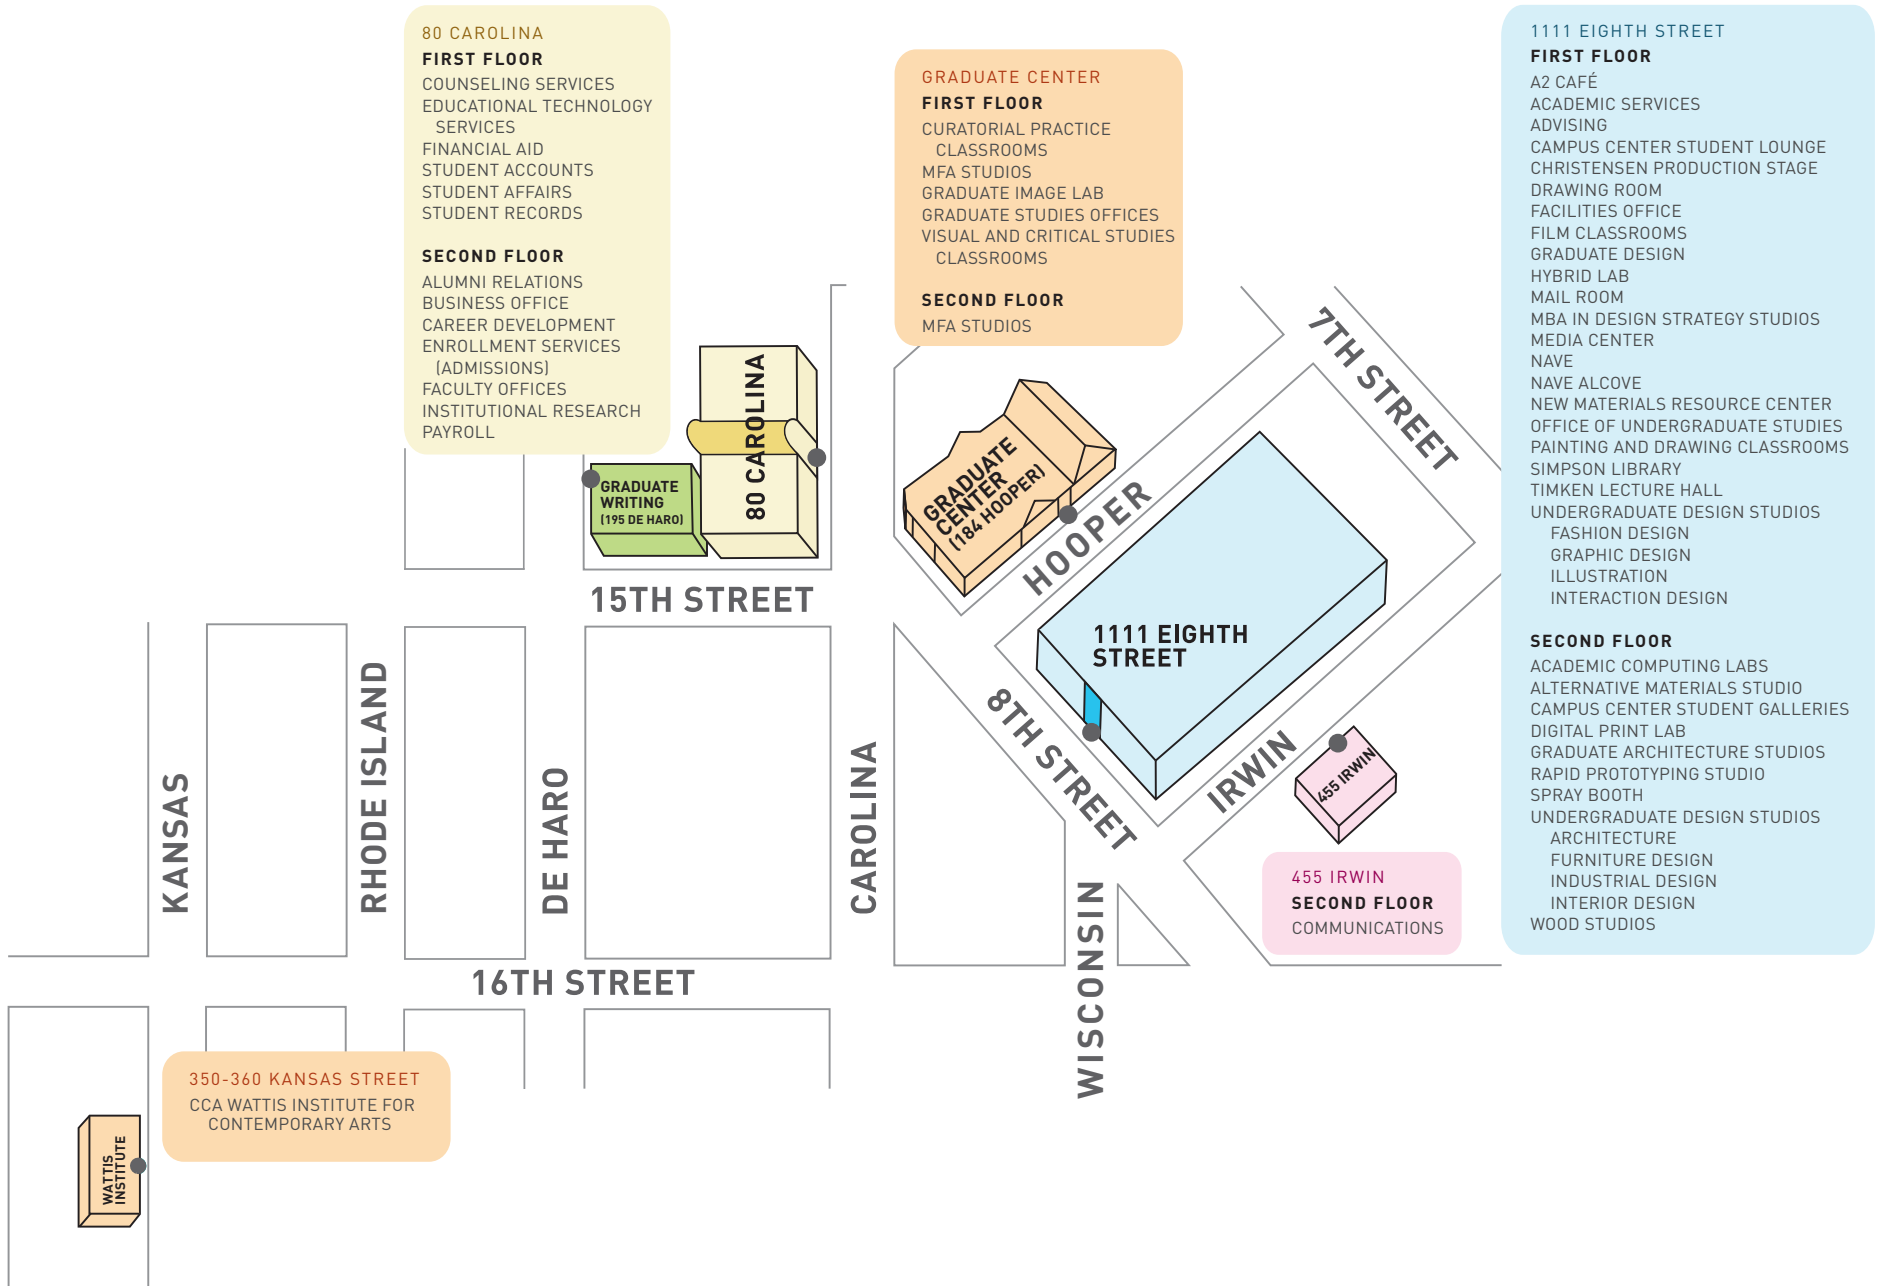 80 CAROLINA
FIRST FLOOR
COUNSELING SERVICES
EDUCATIONAL TECHNOLOGY
SERVICES
FINANCIAL AID
STUDENT ACCOUNTS
STUDENT AFFAIRS
STUDENT RECORDS
SECOND FLOOR
ALUMNI RELATIONS
BUSINESS OFFICE
CAREER DEVELOPMENT
ENROLLMENT SERVICES
(ADMISSIONS)
FACULTY OFFICES
INSTITUTIONAL RESEARCH
PAYROLL
GRADUATE CENTER
FIRST FLOOR
CURATORIAL PRACTICE
CLASSROOMS
MFA STUDIOS
GRADUATE IMAGE LAB
GRADUATE STUDIES OFFICES
VISUAL AND CRITICAL STUDIES
CLASSROOMS
SECOND FLOOR
MFA STUDIOS
1111 EIGHTH STREET
FIRST FLOOR
A2 CAFÉ
ACADEMIC SERVICES
ADVISING
CAMPUS CENTER STUDENT LOUNGE
CHRISTENSEN PRODUCTION STAGE
DRAWING ROOM
FACILITIES OFFICE
FILM CLASSROOMS
GRADUATE DESIGN
HYBRID LAB
MAIL ROOM
MBA IN DESIGN STRATEGY STUDIOS
MEDIA CENTER
NAVE
NAVE ALCOVE
NEW MATERIALS RESOURCE CENTER
OFFICE OF UNDERGRADUATE STUDIES
PAINTING AND DRAWING CLASSROOMS
SIMPSON LIBRARY
TIMKEN LECTURE HALL
UNDERGRADUATE DESIGN STUDIOS
FASHION DESIGN
GRAPHIC DESIGN
ILLUSTRATION
INTERACTION DESIGN
SECOND FLOOR
ACADEMIC COMPUTING LABS
ALTERNATIVE MATERIALS STUDIO
CAMPUS CENTER STUDENT GALLERIES
DIGITAL PRINT LAB
GRADUATE ARCHITECTURE STUDIOS
RAPID PROTOTYPING STUDIO
SPRAY BOOTH
UNDERGRADUATE DESIGN STUDIOS
ARCHITECTURE
FURNITURE DESIGN
INDUSTRIAL DESIGN
INTERIOR DESIGN
WOOD STUDIOS
80 CAROLINA
GRADUATE
WRITING
(195 DE HARO)
GRADUATE
CENTER
(184 HOOPER)
HOOPER
7TH STREET
15TH STREET
1111 EIGHTH
STREET
8TH STREET
IRWIN
455 IRWIN
KANSAS
RHODE ISLAND
DE HARO
CAROLINA
WISCONSIN
455 IRWIN
SECOND FLOOR
COMMUNICATIONS
16TH STREET
350-360 KANSAS STREET
CCA WATTIS INSTITUTE FOR
CONTEMPORARY ARTS
WATTIS
INSTITUTE